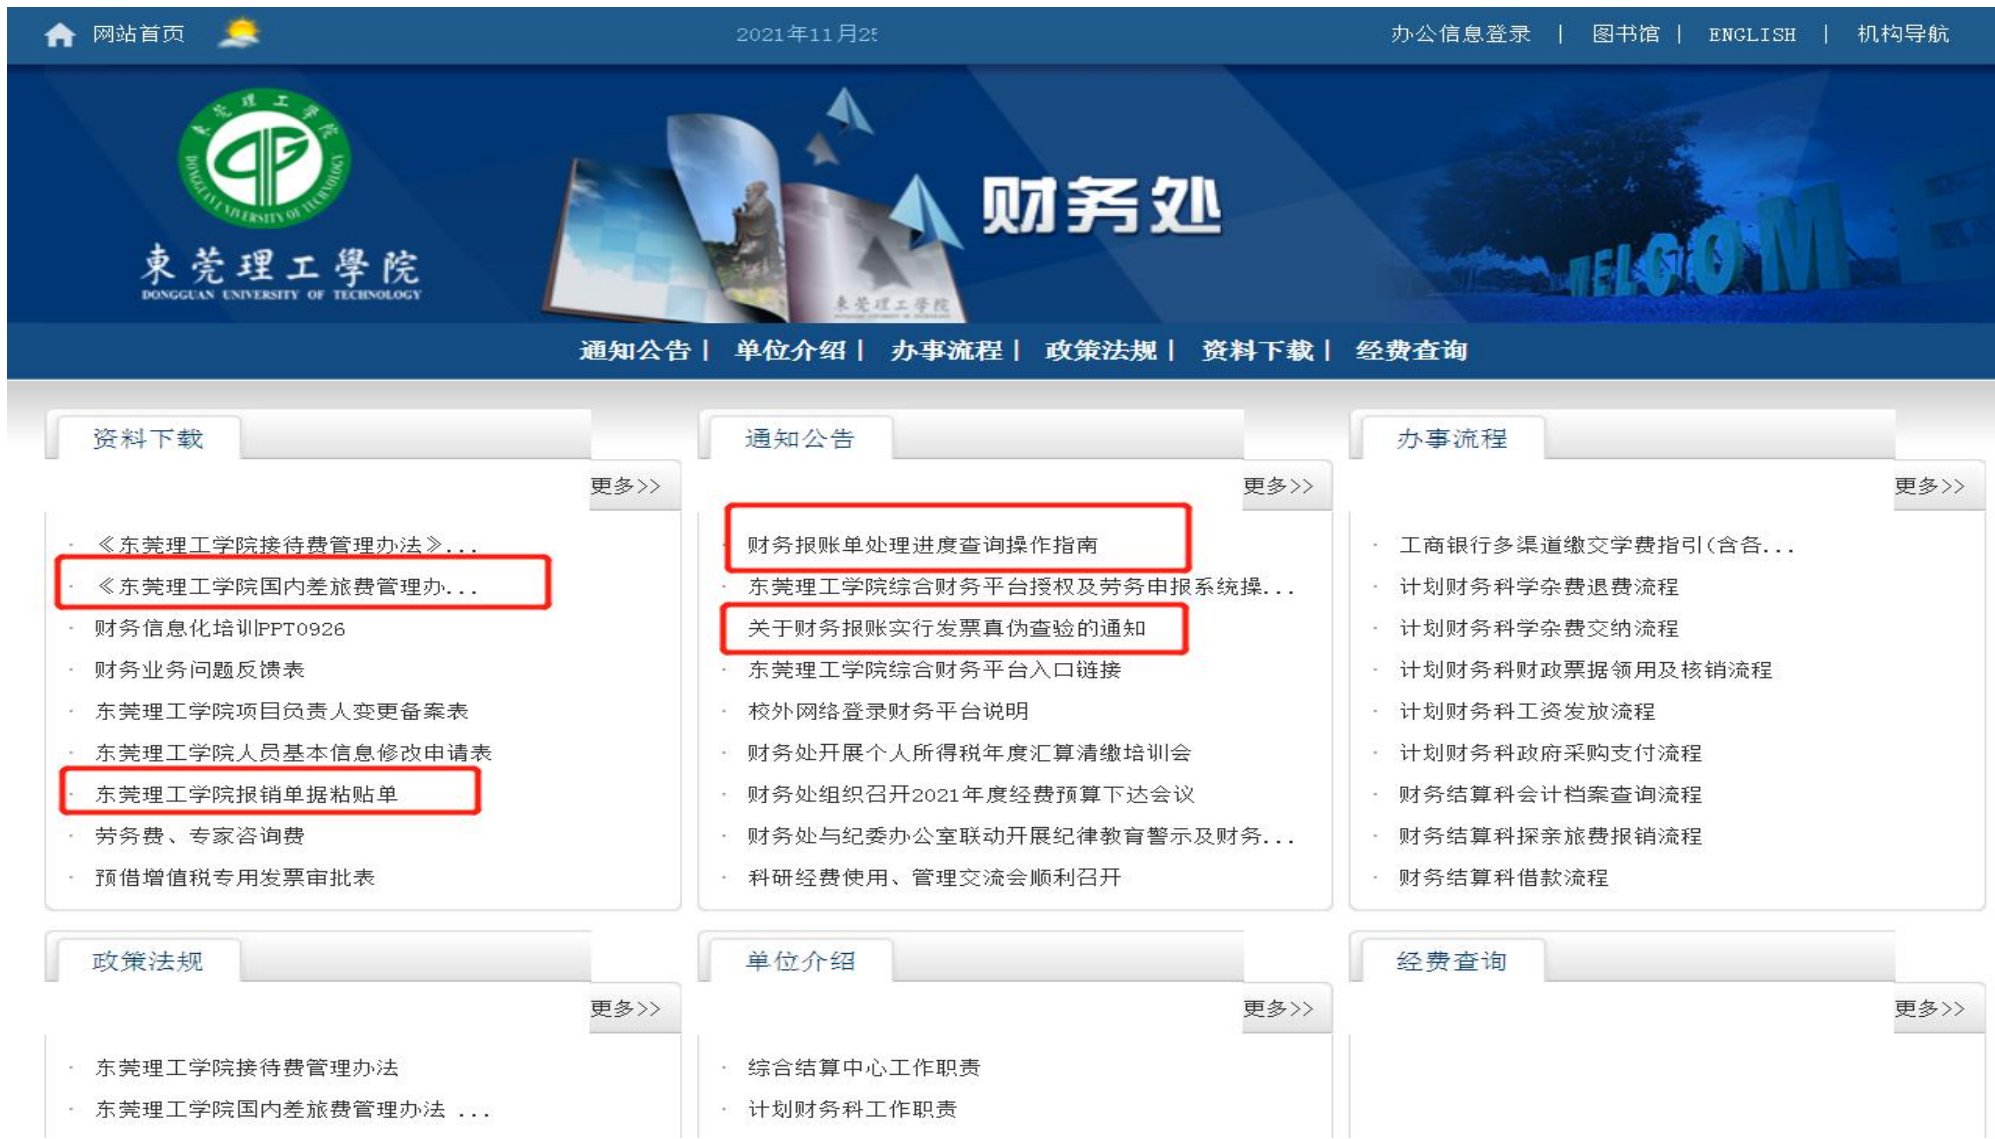 网站首页
2021年11月25
办公信息登录 | 图书馆 | ENGLISH | 机构导航
東莞理工學院
DONGGUAN UNIVERSITY OF TECHNOLOGY
東莞理工學院
DONGGUAN UNIVERSITY OF TECHNOLOGY
東莞理工學院
财务处
WELCOME
通知公告| 单位介绍| 办事流程| 政策法规| 资料下载| 经费查询
资料下载
更多>>
· 《东莞理工学院接待费管理办法》...
· 《东莞理工学院国内差旅费管理办...
· 财务信息化培训PPT0926
· 财务业务问题反馈表
· 东莞理工学院项目负责人变更备案表
· 东莞理工学院人员基本信息修改申请表
· 东莞理工学院报销单据粘贴单
· 劳务费、专家咨询费
· 预借增值税专用发票审批表
通知公告
更多>>
· 财务报账单处理进度查询操作指南
· 东莞理工学院综合财务平台授权及劳务申报系统操...
· 关于财务报账实行发票真伪查验的通知
· 东莞理工学院综合财务平台入口链接
· 校外网络登录财务平台说明
· 财务处开展个人所得税年度汇算清缴培训会
· 财务处组织召开2021年度经费预算下达会议
· 财务处与纪委办公室联动开展纪律教育警示及财务...
· 科研经费使用、管理交流会顺利召开
办事流程
更多>>
· 工商银行多渠道缴交学费指引(含各...
· 计划财务科学杂费退费流程
· 计划财务科学杂费交纳流程
· 计划财务科财政票据领用及核销流程
· 计划财务科工资发放流程
· 计划财务科政府采购支付流程
· 财务结算科会计档案查询流程
· 财务结算科探亲旅费报销流程
· 财务结算科借款流程
政策法规
更多>>
· 东莞理工学院接待费管理办法
· 东莞理工学院国内差旅费管理办法 ...
单位介绍
更多>>
· 综合结算中心工作职责
· 计划财务科工作职责
经费查询
更多>>